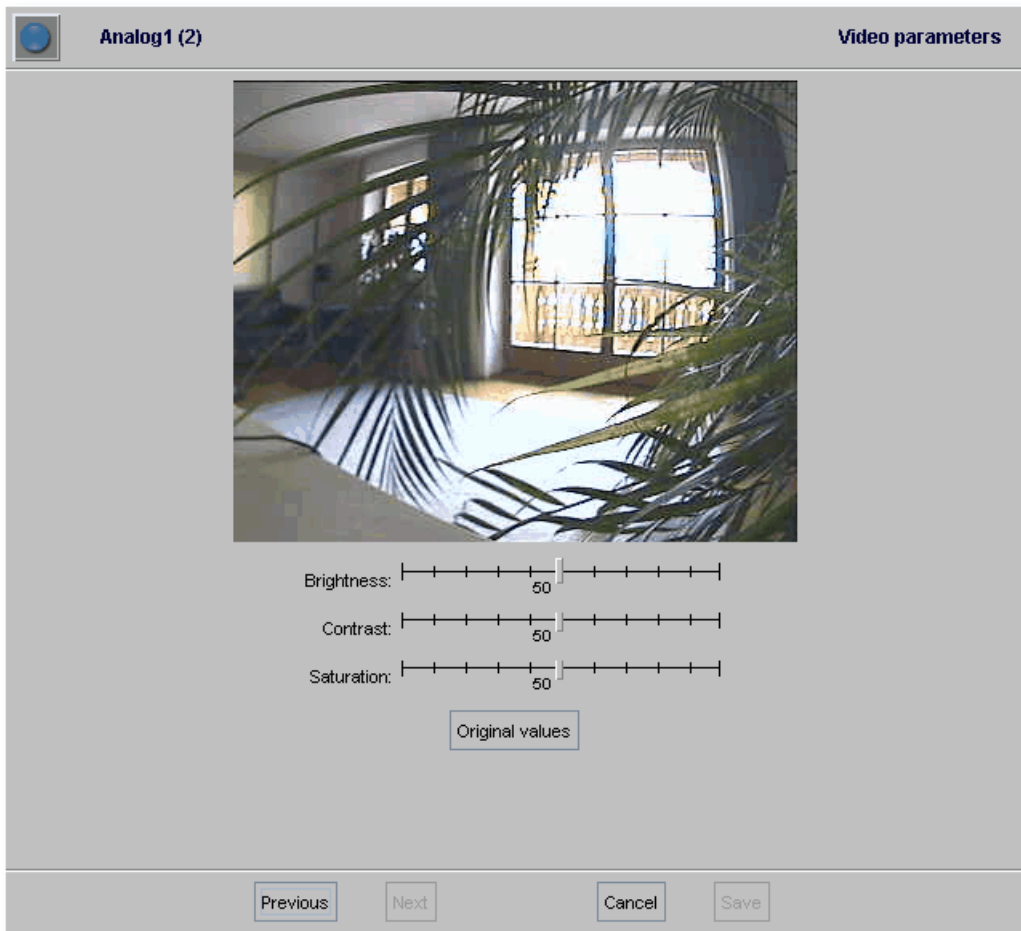 Analog1 (2) Video parameters
Brightness:
50
Contrast:
50
Saturation:
50
Original values
Previous Next Cancel Save